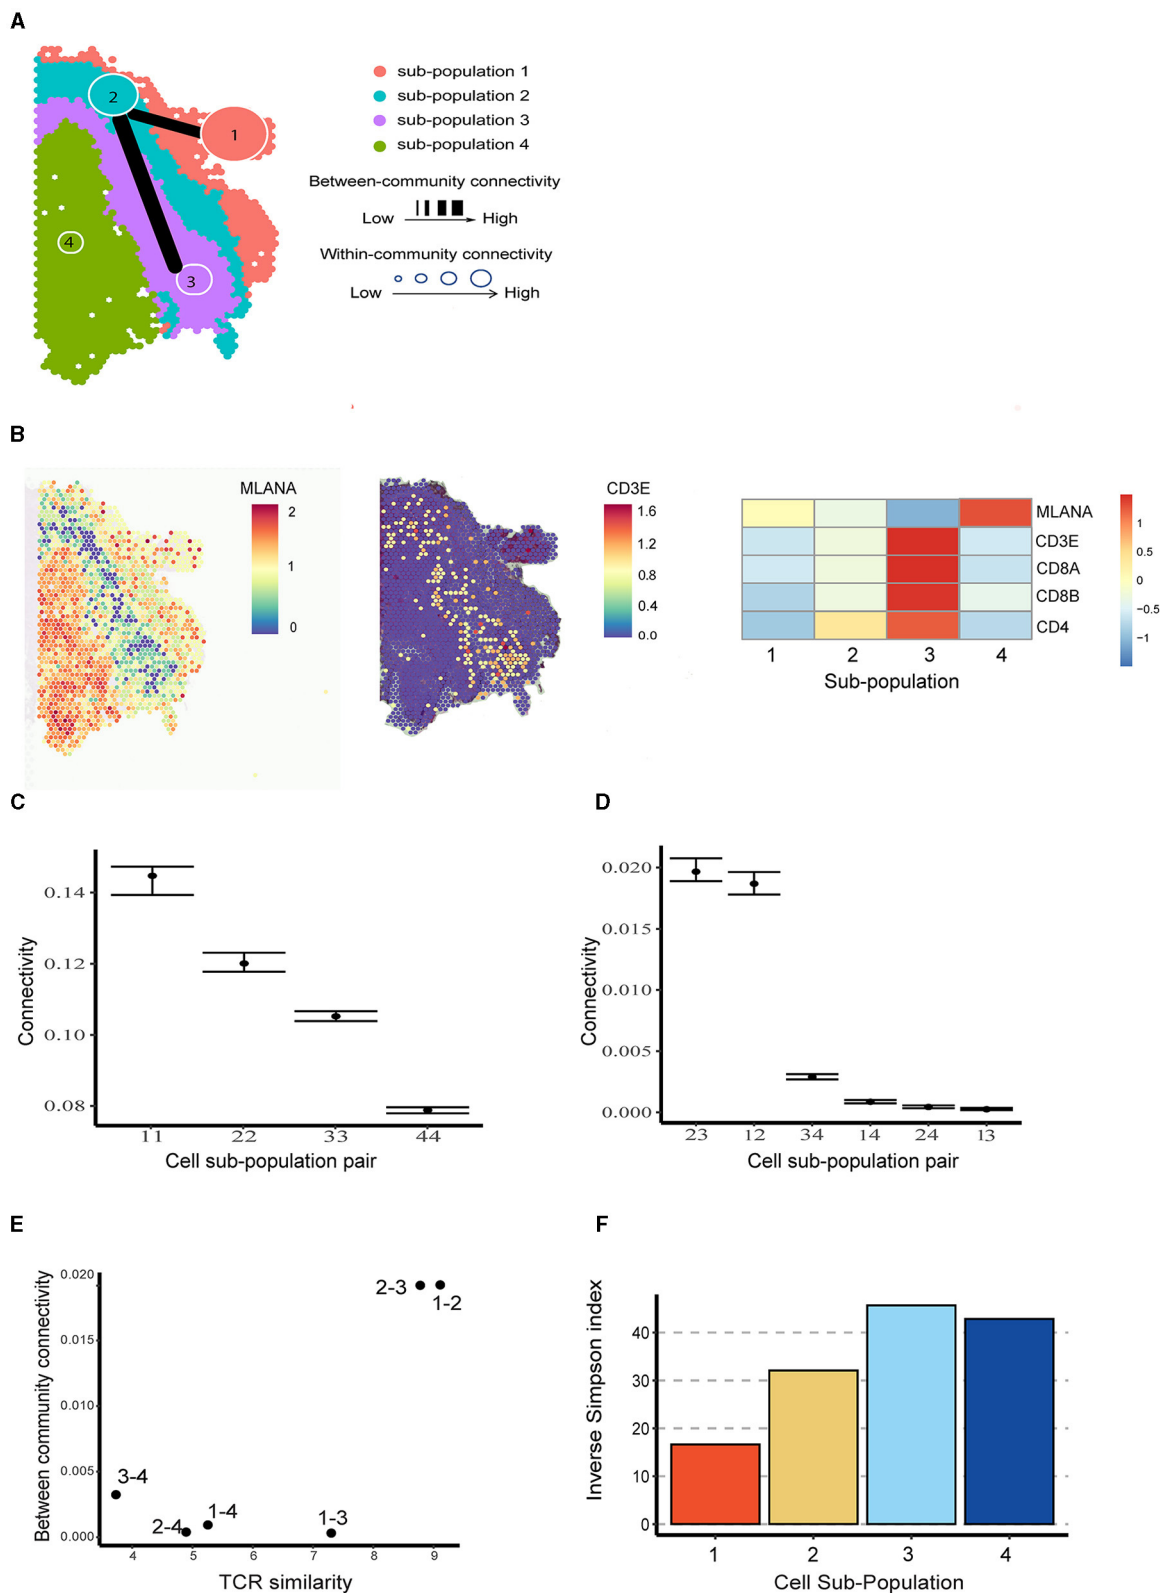 A
sub-population 1
sub-population 2
sub-population 3
sub-population 4
2
1
4
3
Between-community connectivity
Low
High
Within-community connectivity
Low
High
B
MLANA
2
1
0
CD3E
1.6
1.2
0.8
0.4
0.0
MLANA
CD3E
CD8A
CD8B
CD4
1 2 3 4
Sub-population
1
0.5
0
−0.5
−1
C
Connectivity
0.14
0.12
0.10
0.08
11 22 33 44
Cell sub-population pair
D
Connectivity
0.020
0.015
0.010
0.005
0.000
23 12 34 14 24 13
Cell sub-population pair
E
Between community connectivity
0.020
0.015
0.010
0.005
0.000
2-3
1-2
3-4
2-4
1-4
1-3
4 5 6 7 8 9
TCR similarity
F
Inverse Simpson index
40
30
20
10
0
1 2 3 4
Cell Sub-Population